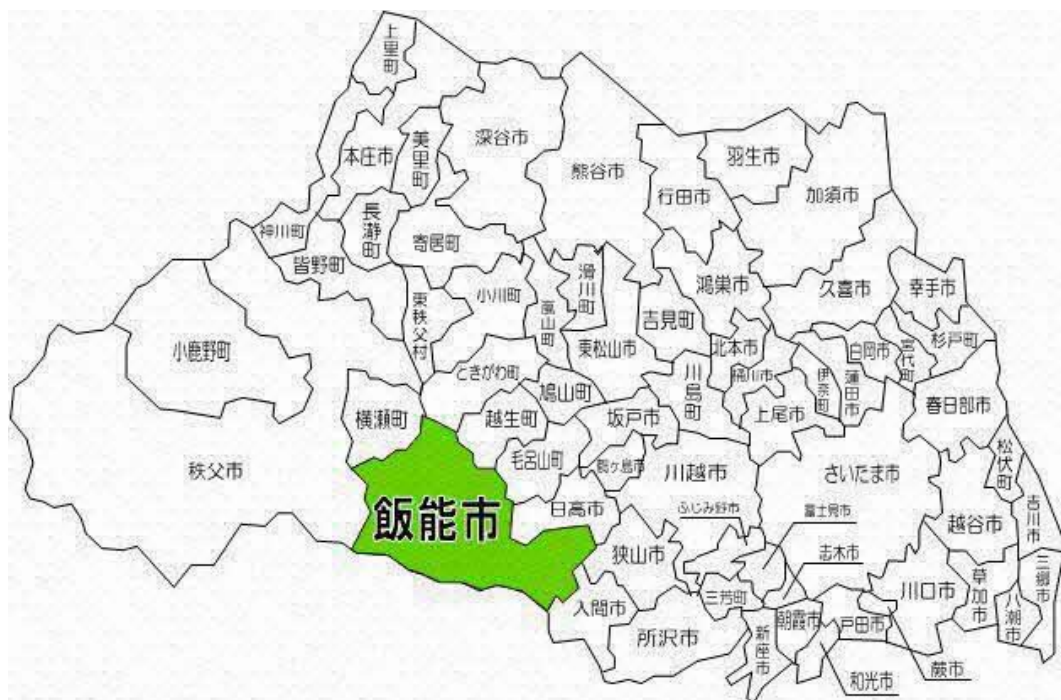 上里町
本庄市
美里町
深谷市
熊谷市
行田市
羽生市
加須市
神川町
長瀞町
皆野町
寄居町
小川町
嵐山町
滑川町
東秩父村
東松山市
吉見町
鴻巣市
久喜市
幸手市
小鹿野町
ときがわ町
鳩山町
川島町
北本市
桶川市
伊奈町
蓮田市
白岡市
宮代町
杉戸町
春日部市
横瀬町
越生町
坂戸市
上尾市
秩父市
毛呂山町
鶴ヶ島市
川越市
さいたま市
松伏町
吉川市
飯能市
日高市
ふじみ野市
富士見市
越谷市
狭山市
志木市
三郷市
入間市
三芳町
朝霞市
戸田市
川口市
草加市
八潮市
所沢市
新座市
和光市
蕨市